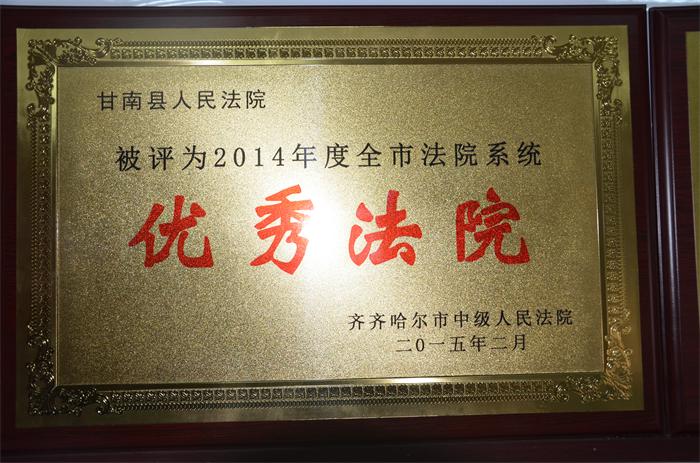 甘南县人民法院
被评为2014年度全市法院系统
优秀法院
齐齐哈尔市中级人民法院
二0一五年二月